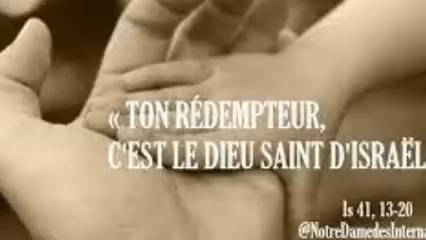 « TON RÉDEMPTEUR,
C'EST LE DIEU SAINT D'ISRAËL
Is 41, 13-20
@NotreDamedesInterna